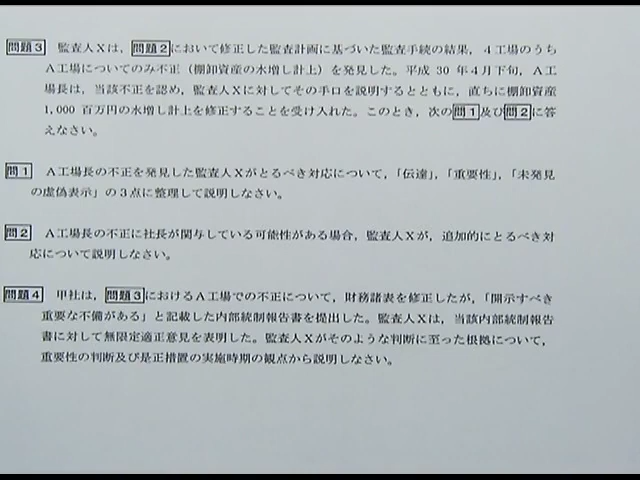 問題3 監査人Xは，問題2において修正した監査計画に基づいた監査手続の結果，4工場のうち
A工場についてのみ不正（棚卸資産の水増し計上）を発見した。平成 30 年4月下旬，A工
場長は，当該不正を認め，監査人Xに対してその手口を説明するとともに，直ちに棚卸資産
1,000 百万円の水増し計上を修正することを受け入れた。このとき，次の問1及び問2に答
えなさい。
問1 A工場長の不正を発見した監査人Xがとるべき対応について，「伝達」，「重要性」，「未発見
の虚偽表示」の3点に整理して説明しなさい。
問2 A工場長の不正に社長が関与している可能性がある場合，監査人Xが，追加的にとるべき対
応について説明しなさい。
問題4 甲社は，問題3におけるA工場での不正について，財務諸表を修正したが，「開示すべき
重要な不備がある」と記載した内部統制報告書を提出した。監査人Xは，当該内部統制報告
書に対して無限定適正意見を表明した。監査人Xがそのような判断に至った根拠について，
重要性の判断及び是正措置の実施時期の観点から説明しなさい。